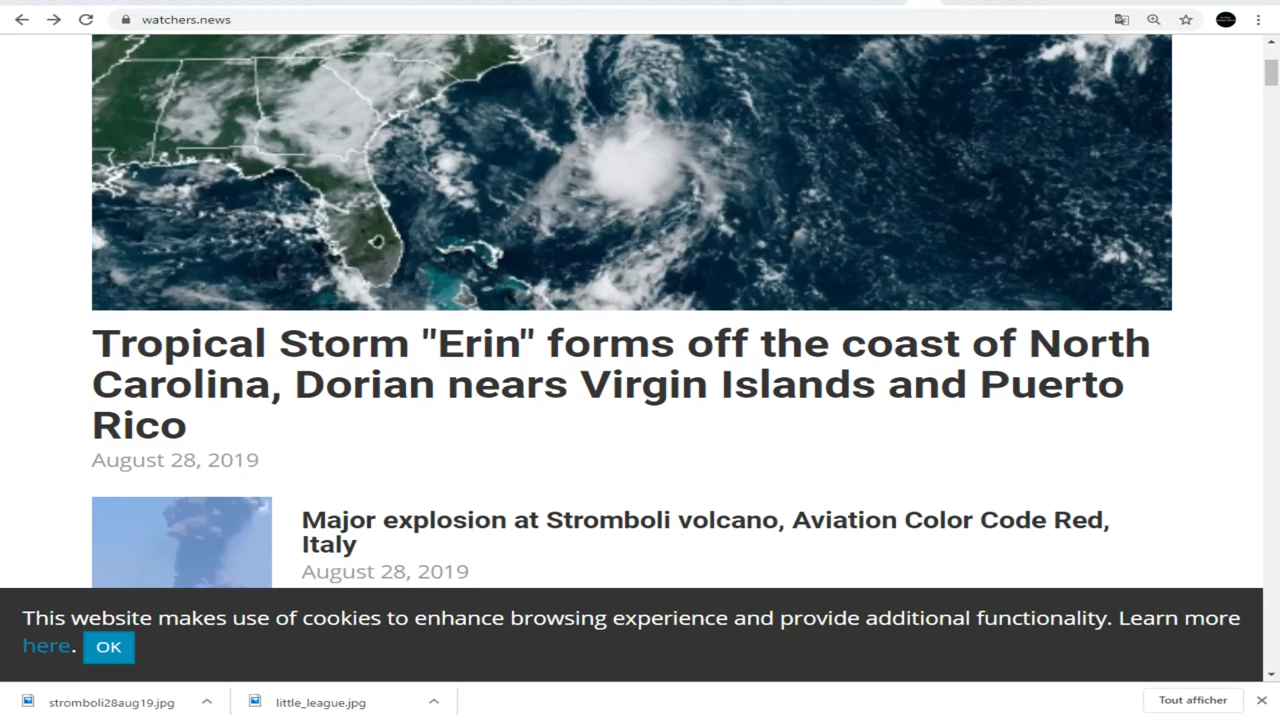 watchers.news
Tropical Storm "Erin" forms off the coast of North
Carolina, Dorian nears Virgin Islands and Puerto
Rico
August 28, 2019
Major explosion at Stromboli volcano, Aviation Color Code Red,
Italy
August 28, 2019
This website makes use of cookies to enhance browsing experience and provide additional functionality. Learn more
here. OK
stromboli28aug19.jpg
little_league.jpg
Tout afficher